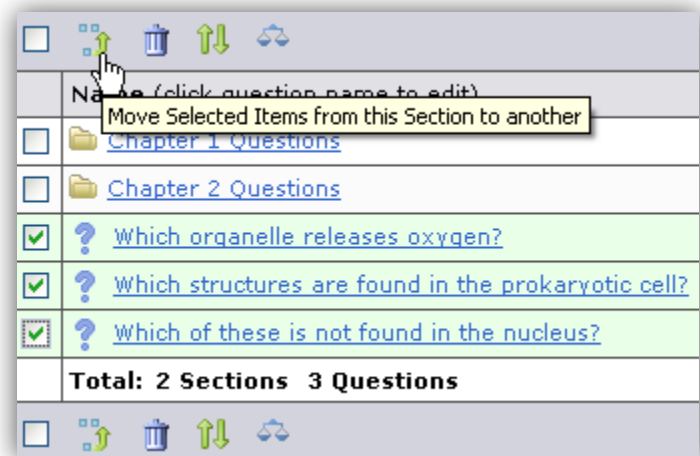 Name (click question name to edit)
Move Selected Items from this Section to another
Chapter 1 Questions
Chapter 2 Questions
Which organelle releases oxygen?
Which structures are found in the prokaryotic cell?
Which of these is not found in the nucleus?
Total: 2 Sections 3 Questions